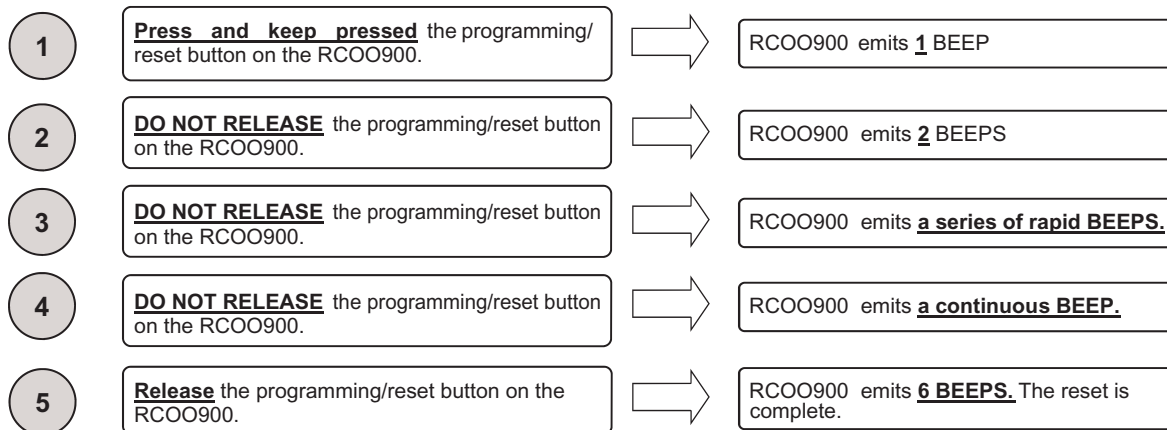 1
Press and keep pressed the programming/
reset button on the RCOO900.
RCOO900 emits 1 BEEP
2
DO NOT RELEASE the programming/reset button
on the RCOO900.
RCOO900 emits 2 BEEPS
3
DO NOT RELEASE the programming/reset button
on the RCOO900.
RCOO900 emits a series of rapid BEEPS.
4
DO NOT RELEASE the programming/reset button
on the RCOO900.
RCOO900 emits a continuous BEEP.
5
Release the programming/reset button on the
RCOO900.
RCOO900 emits 6 BEEPS. The reset is
complete.